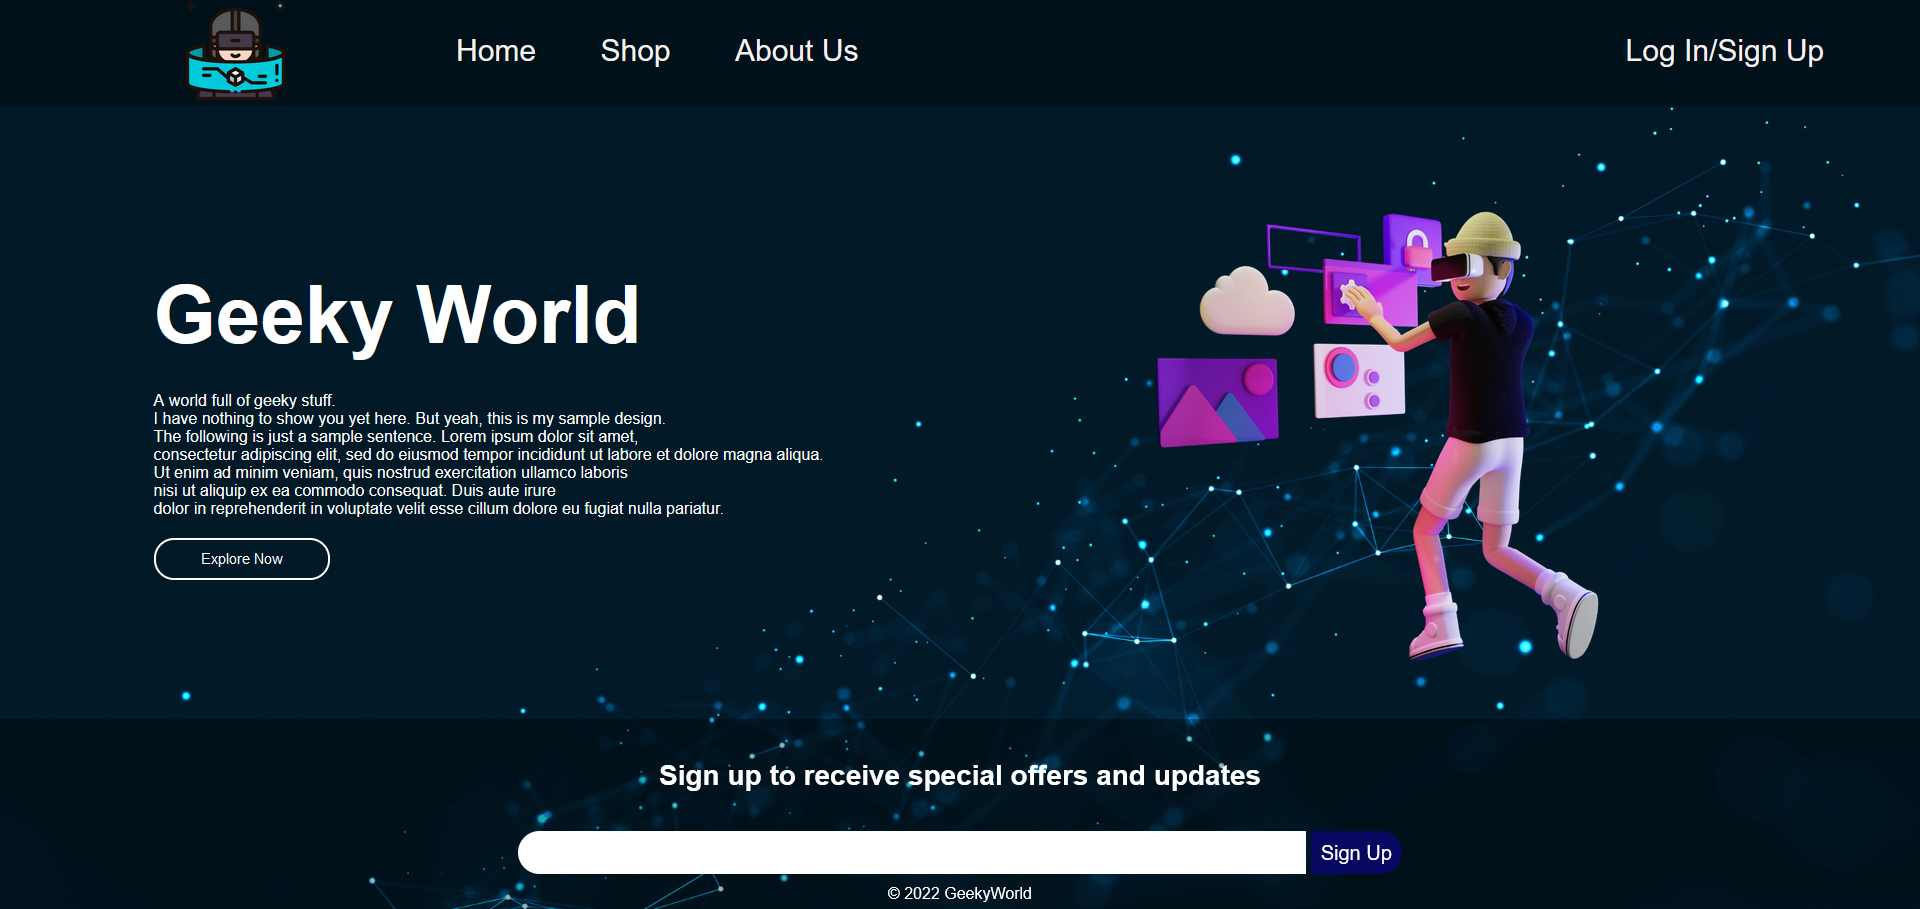 Home Shop About Us Log In/Sign Up
Geeky World
A world full of geeky stuff.
I have nothing to show you yet here. But yeah, this is my sample design.
The following is just a sample sentence. Lorem ipsum dolor sit amet,
consectetur adipiscing elit, sed do eiusmod tempor incididunt ut labore et dolore magna aliqua.
Ut enim ad minim veniam, quis nostrud exercitation ullamco laboris
nisi ut aliquip ex ea commodo consequat. Duis aute irure
dolor in reprehenderit in voluptate velit esse cillum dolore eu fugiat nulla pariatur.
Explore Now
Sign up to receive special offers and updates
Sign Up
© 2022 GeekyWorld